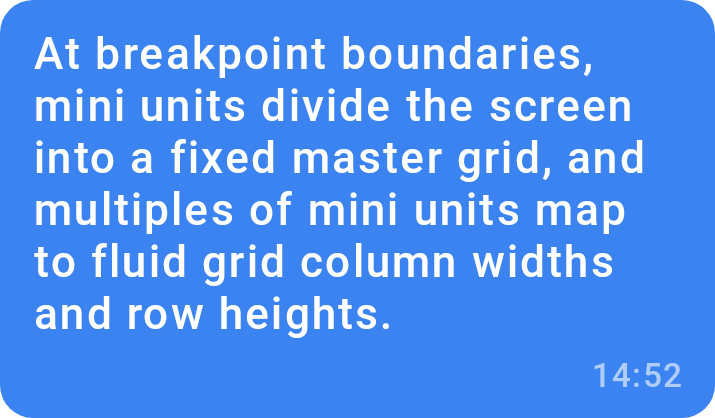 At breakpoint boundaries,
mini units divide the screen
into a fixed master grid, and
multiples of mini units map
to fluid grid column widths
and row heights.
14:52